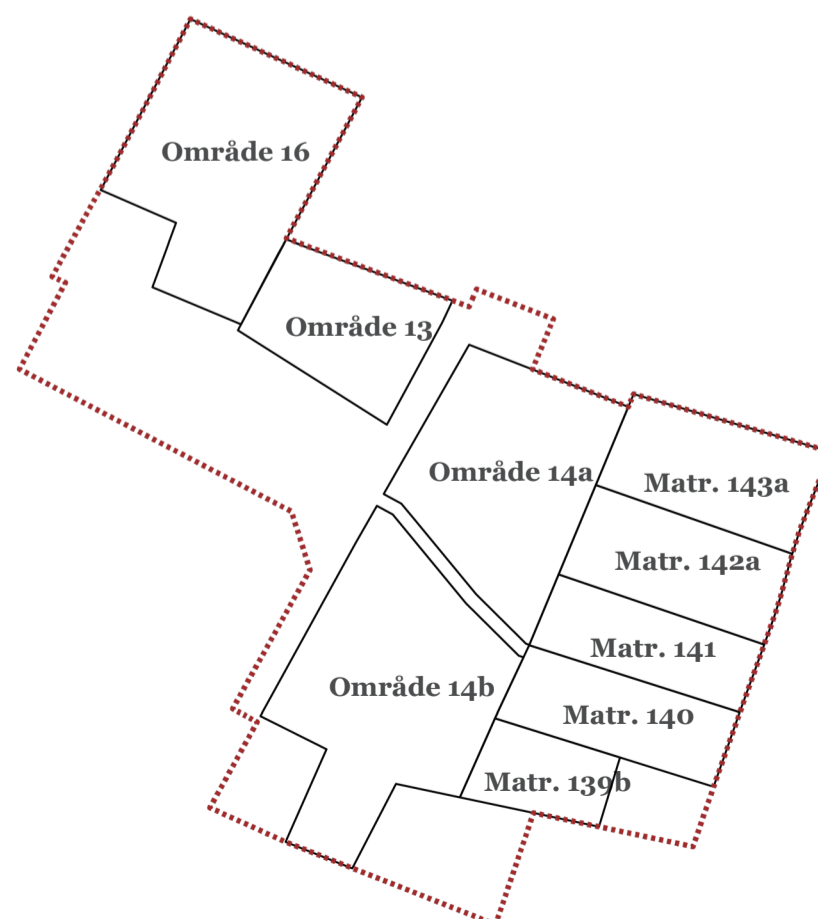 Område 16
Område 13
Område 14a
Matr. 143a
Matr. 142a
Matr. 141
Område 14b
Matr. 140
Matr. 139b